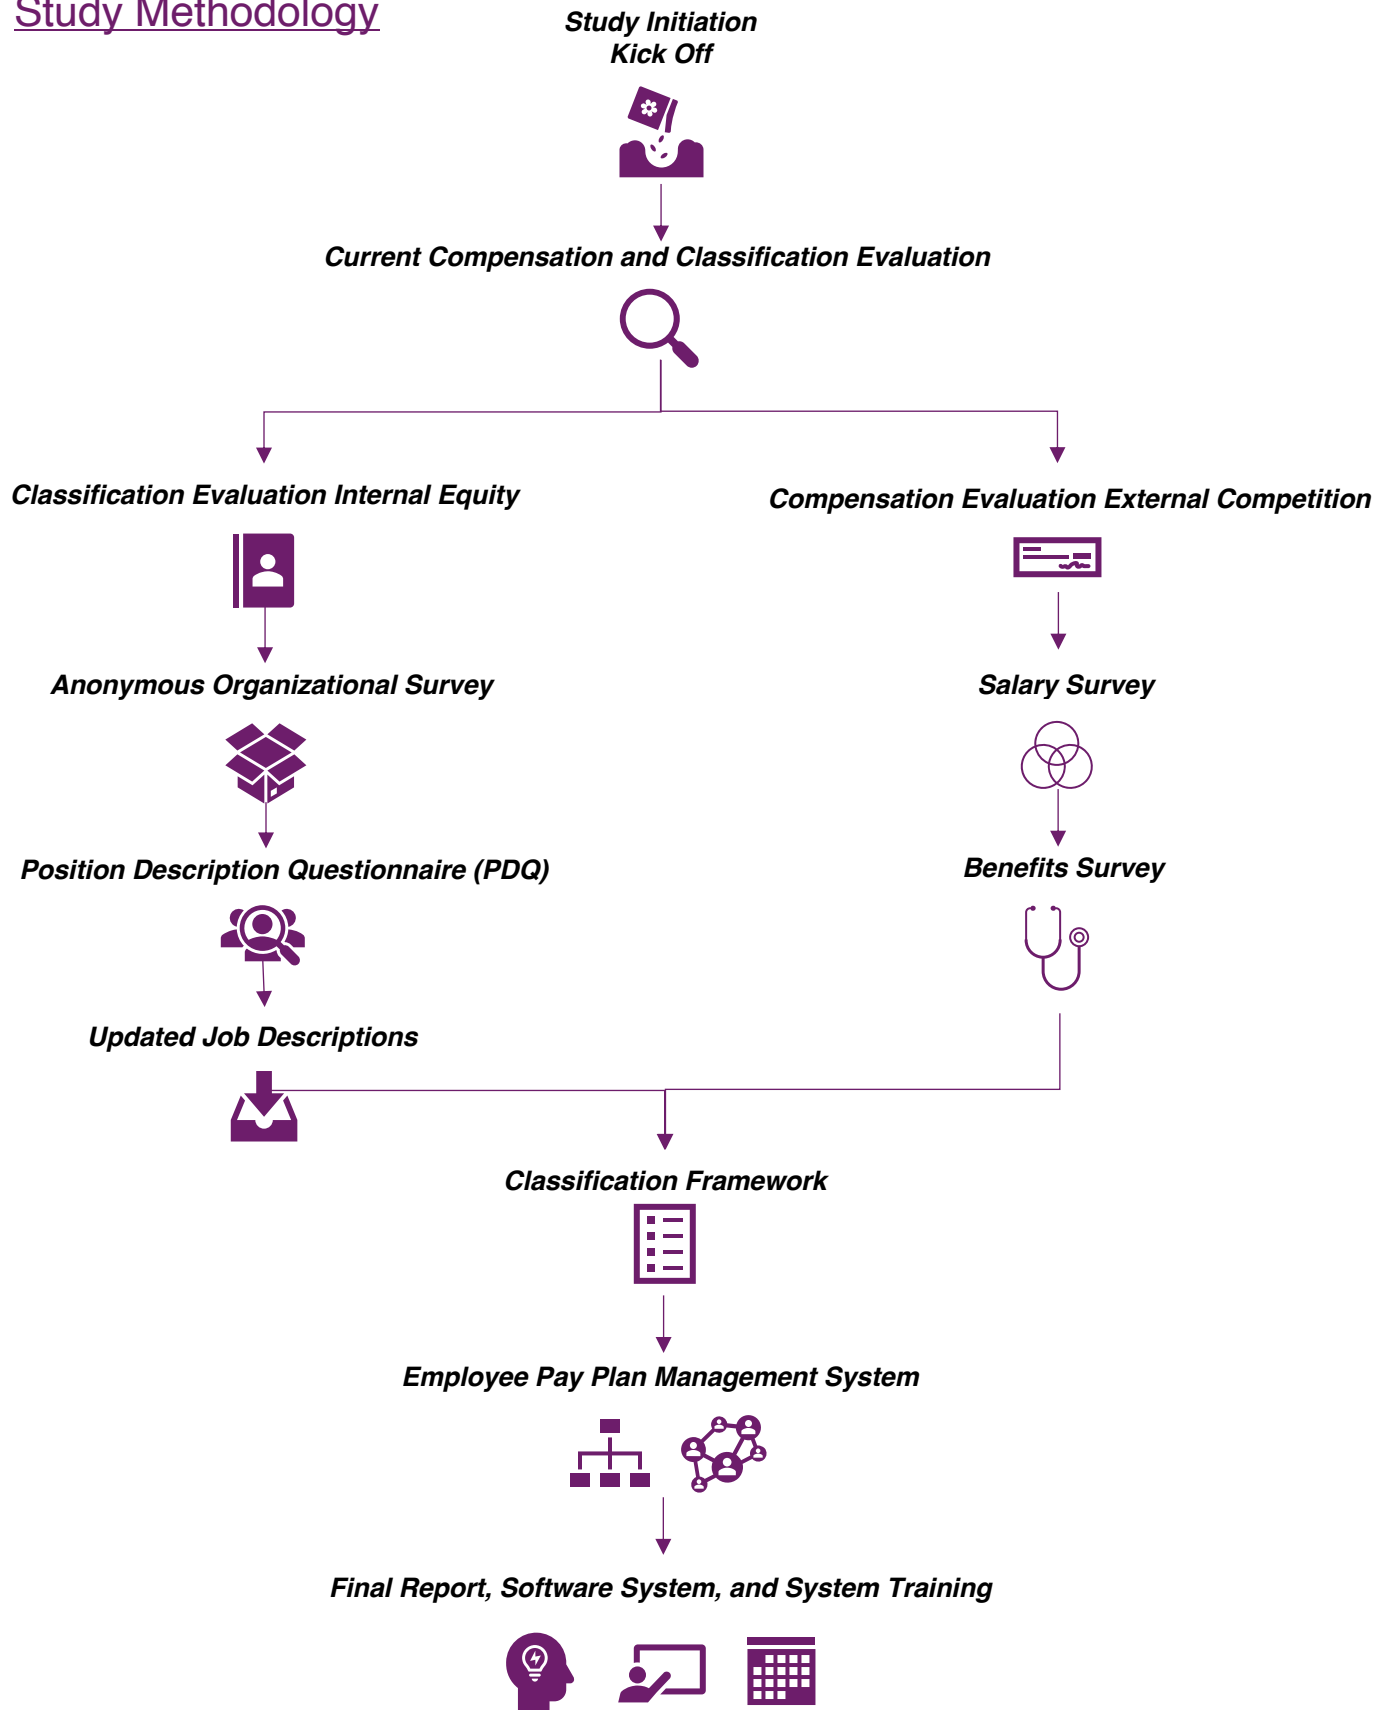 Study Methodology
Study Initiation
Kick Off
Current Compensation and Classification Evaluation
Classification Evaluation Internal Equity
Compensation Evaluation External Competition
Anonymous Organizational Survey
Salary Survey
Position Description Questionnaire (PDQ)
Benefits Survey
Updated Job Descriptions
Classification Framework
Employee Pay Plan Management System
Final Report, Software System, and System Training